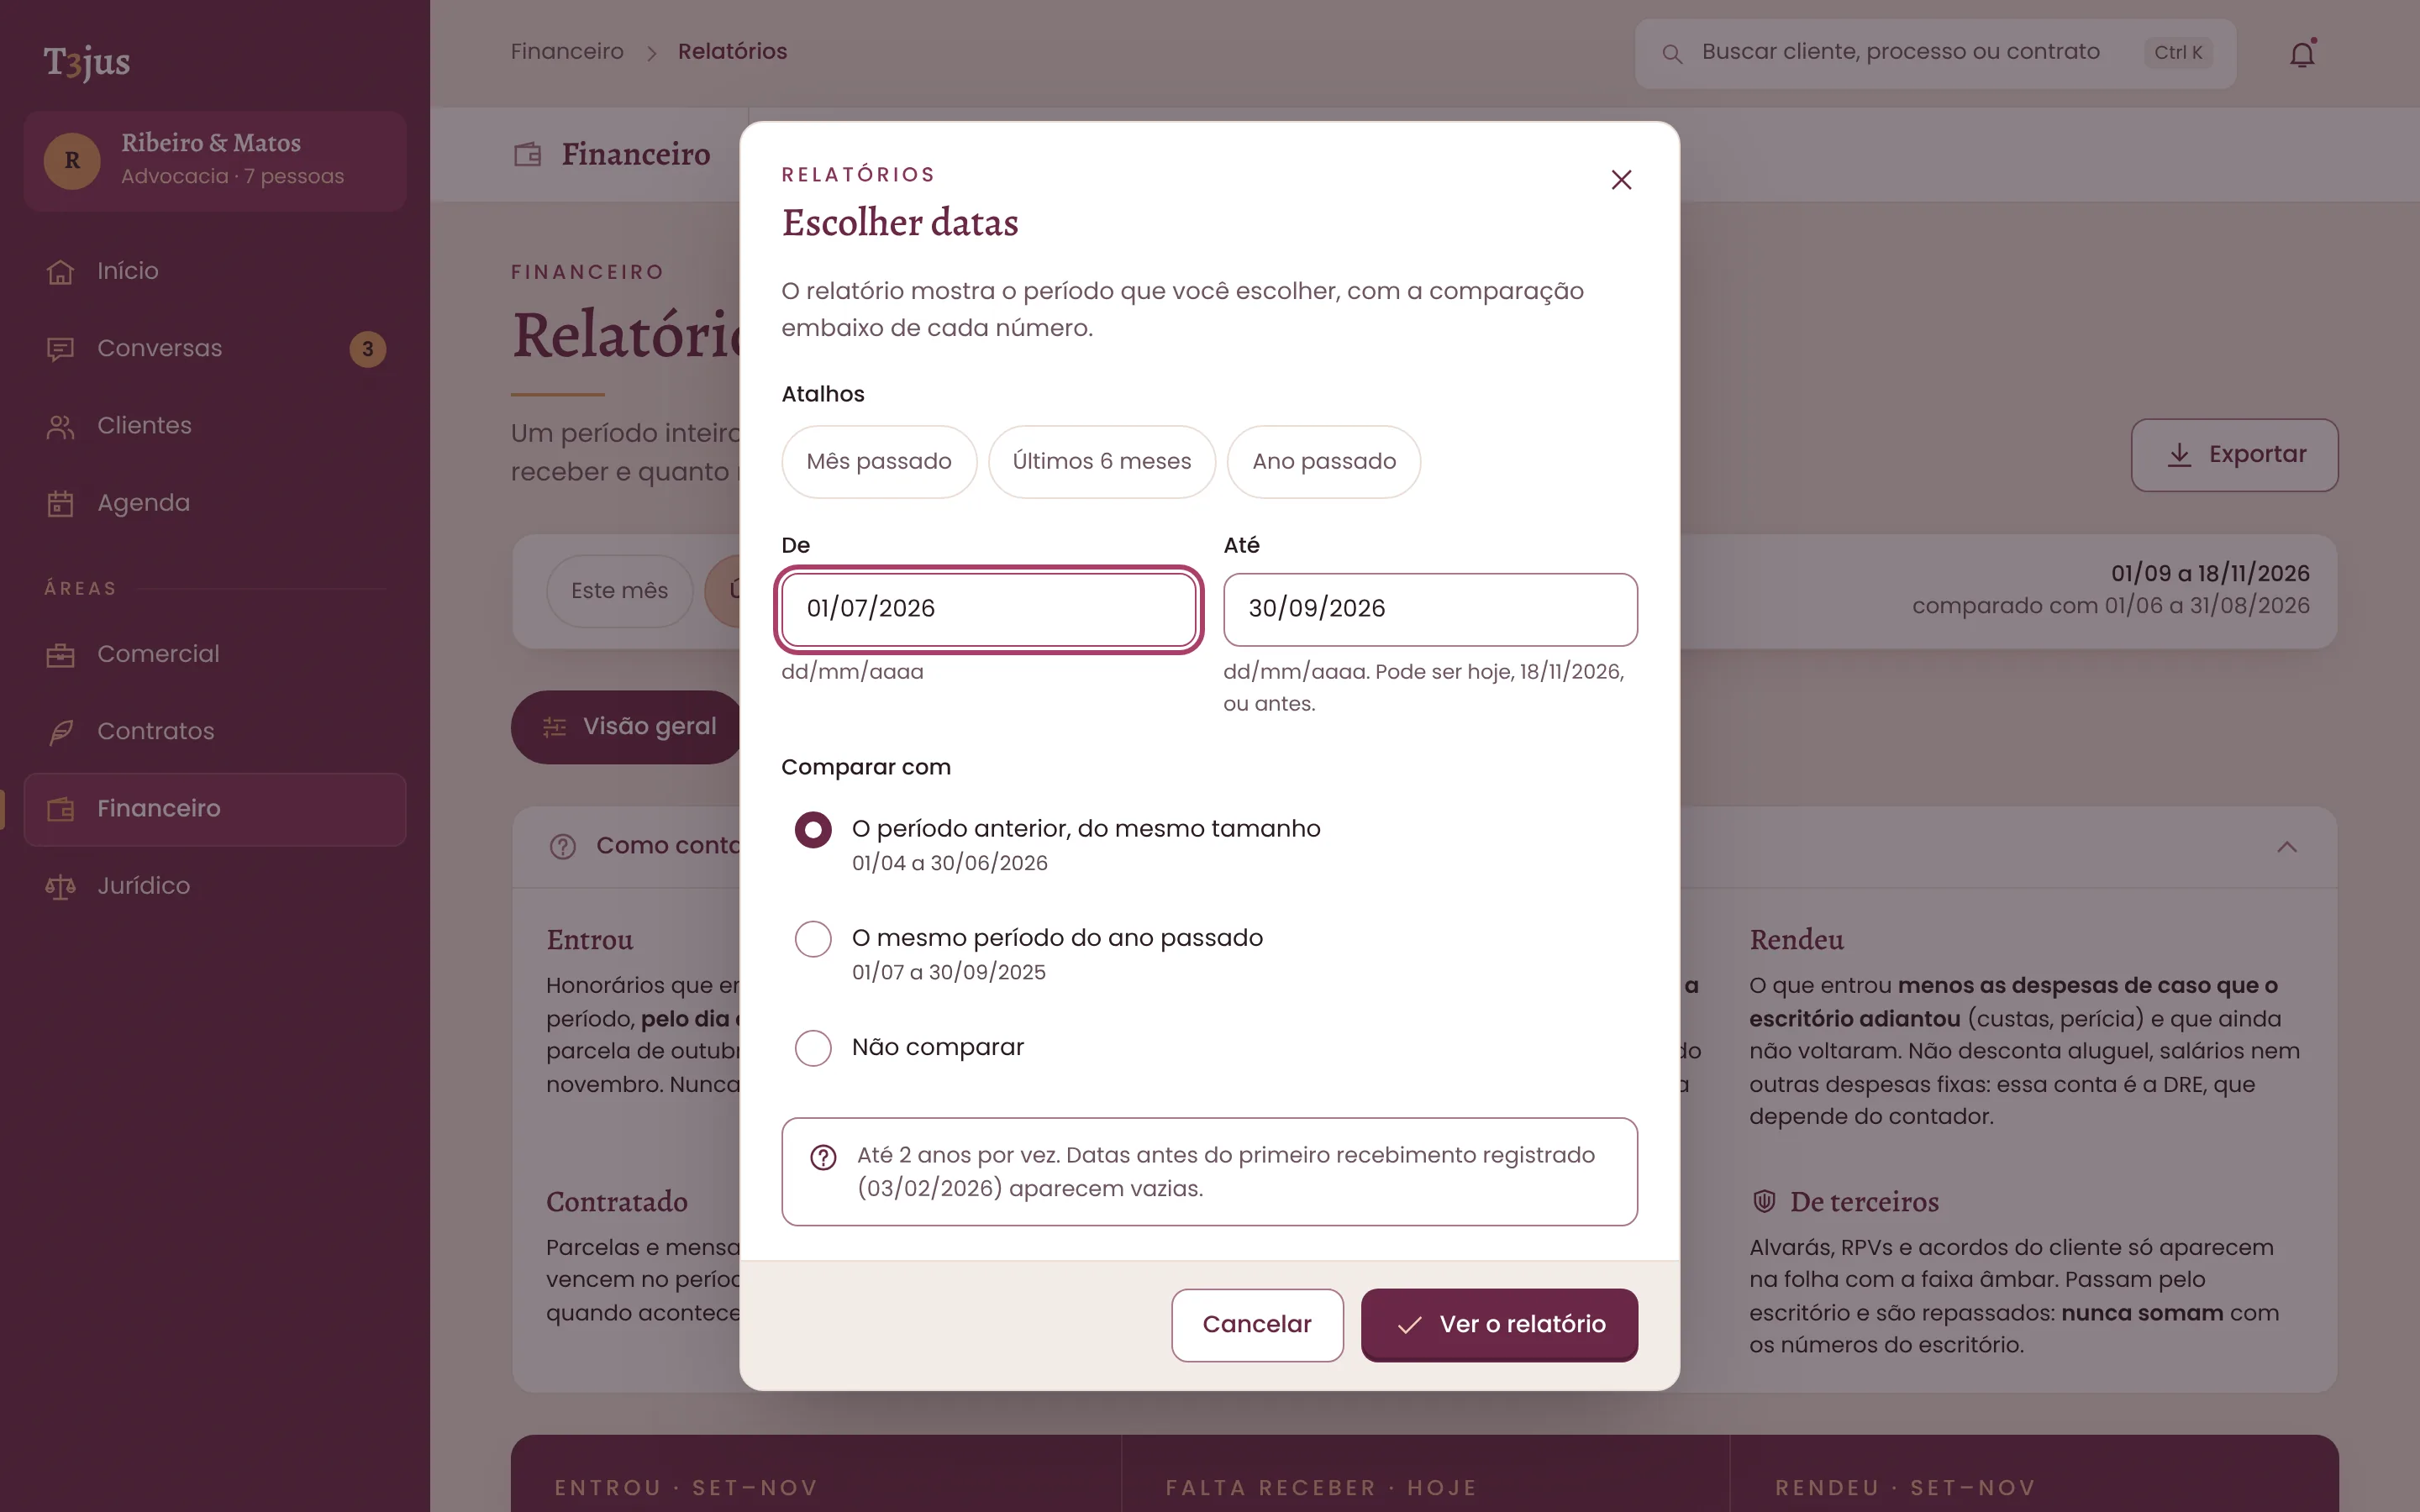 T3jus
Ribeiro & Matos
R
Advocacia · 7 pessoas
Início
Conversas
3
Clientes
Agenda
ÁREAS
Comercial
Contratos
Financeiro
Jurídico
Financeiro
Relatórios
Buscar cliente, processo ou contrato
Ctrl K
Financeiro
FINANCEIRO
Um período inteiro
receber e quanto
Exportar
Este mês
01/09 a 18/11/2026
comparado com 01/06 a 31/08/2026
Visão geral
Como conta
Entrou
Honorários que
período, pelo dia
parcela de outub
novembro. Nunca
Contratado
Parcelas e mensa
vencem no períod
quando acontece
a
do
a
Rendeu
O que entrou menos as despesas de caso que o
escritório adiantou (custas, perícia) e que ainda
não voltaram. Não desconta aluguel, salários nem
outras despesas fixas: essa conta é a DRE, que
depende do contador.
De terceiros
Alvarás, RPVs e acordos do cliente só aparecem
na folha com a faixa âmbar. Passam pelo
escritório e são repassados: nunca somam com
os números do escritório.
ENTROU · SET–NOV
FALTA RECEBER · HOJE
RENDEU · SET–NOV
RELATÓRIOS
Escolher datas
O relatório mostra o período que você escolher, com a comparação
embaixo de cada número.
Atalhos
Mês passado
Últimos 6 meses
Ano passado
De
Até
01/07/2026
30/09/2026
dd/mm/aaaa
dd/mm/aaaa. Pode ser hoje, 18/11/2026,
ou antes.
Comparar com
O período anterior, do mesmo tamanho
01/04 a 30/06/2026
O mesmo período do ano passado
01/07 a 30/09/2025
Não comparar
Até 2 anos por vez. Datas antes do primeiro recebimento registrado
(03/02/2026) aparecem vazias.
Cancelar
Ver o relatório